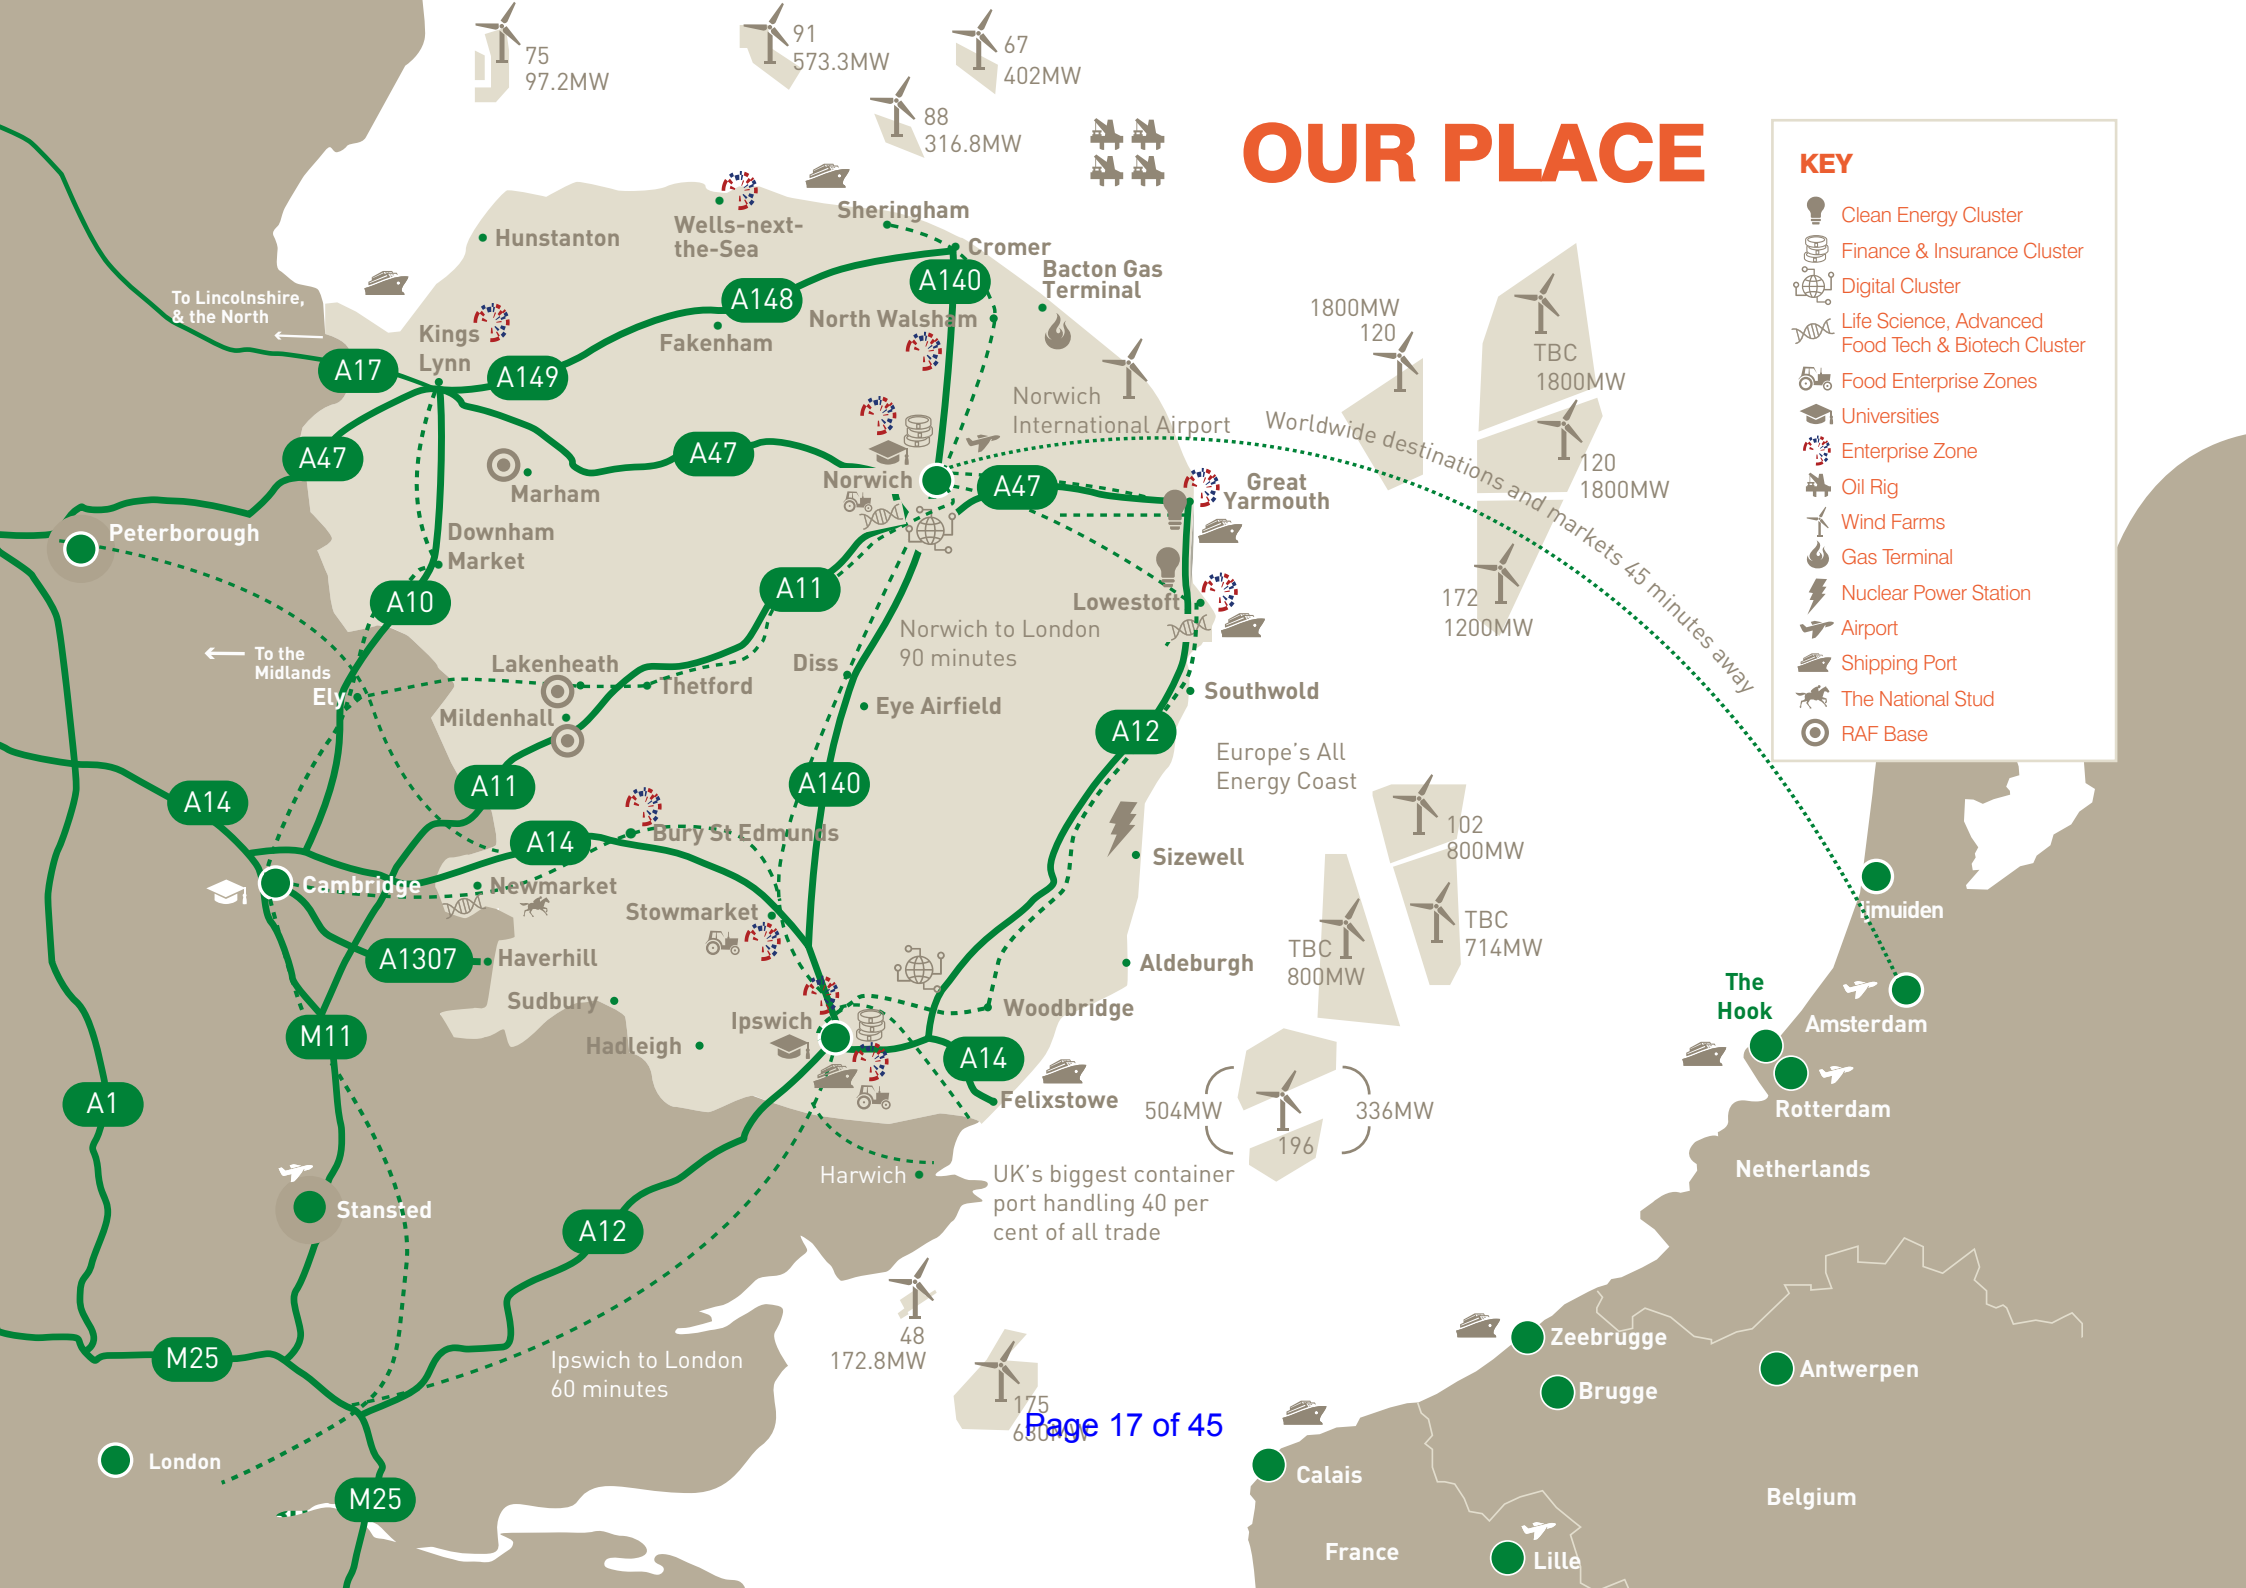 75
97.2MW
91
573.3MW
67
402MW
88
316.8MW
OUR PLACE
KEY
Clean Energy Cluster
Finance & Insurance Cluster
Digital Cluster
Life Science, Advanced
Food Tech & Biotech Cluster
Food Enterprise Zones
Universities
Enterprise Zone
Oil Rig
Wind Farms
Gas Terminal
Nuclear Power Station
Airport
Shipping Port
The National Stud
RAF Base
Sheringham
Wells-next-
the-Sea
Hunstanton
Cromer
Bacton Gas
Terminal
A140
A148
To Lincolnshire,
& the North
North Walsham
Kings
Lynn
Fakenham
A17
A149
1800MW
120
TBC
1800MW
Norwich
International Airport
Worldwide destinations and markets 45 minutes away
A47
A47
120
1800MW
Marham
Norwich
A47
Great
Yarmouth
Peterborough
Downham
Market
A10
A11
Lowestoft
172
1200MW
Norwich to London
90 minutes
To the
Midlands
Ely
Lakenheath
Thetford
Diss
Mildenhall
Eye Airfield
Southwold
A12
Europe's All
Energy Coast
A14
A11
A140
A14
Bury St Edmunds
Sizewell
102
800MW
Cambridge
Newmarket
Stowmarket
TBC
714MW
TBC
800MW
imuiden
A1307
Haverhill
Aldeburgh
Sudbury
Woodbridge
The
Hook
Amsterdam
M11
Ipswich
Hadleigh
A14
Felixstowe
A1
504MW
336MW
196
Rotterdam
Netherlands
Harwich
UK's biggest container
port handling 40 per
cent of all trade
Stansted
A12
48
172.8MW
Zeebrugge
M25
Ipswich to London
60 minutes
Antwerpen
Brugge
175
630MW
Page 17 of 45
London
M25
Calais
Belgium
France
Lille